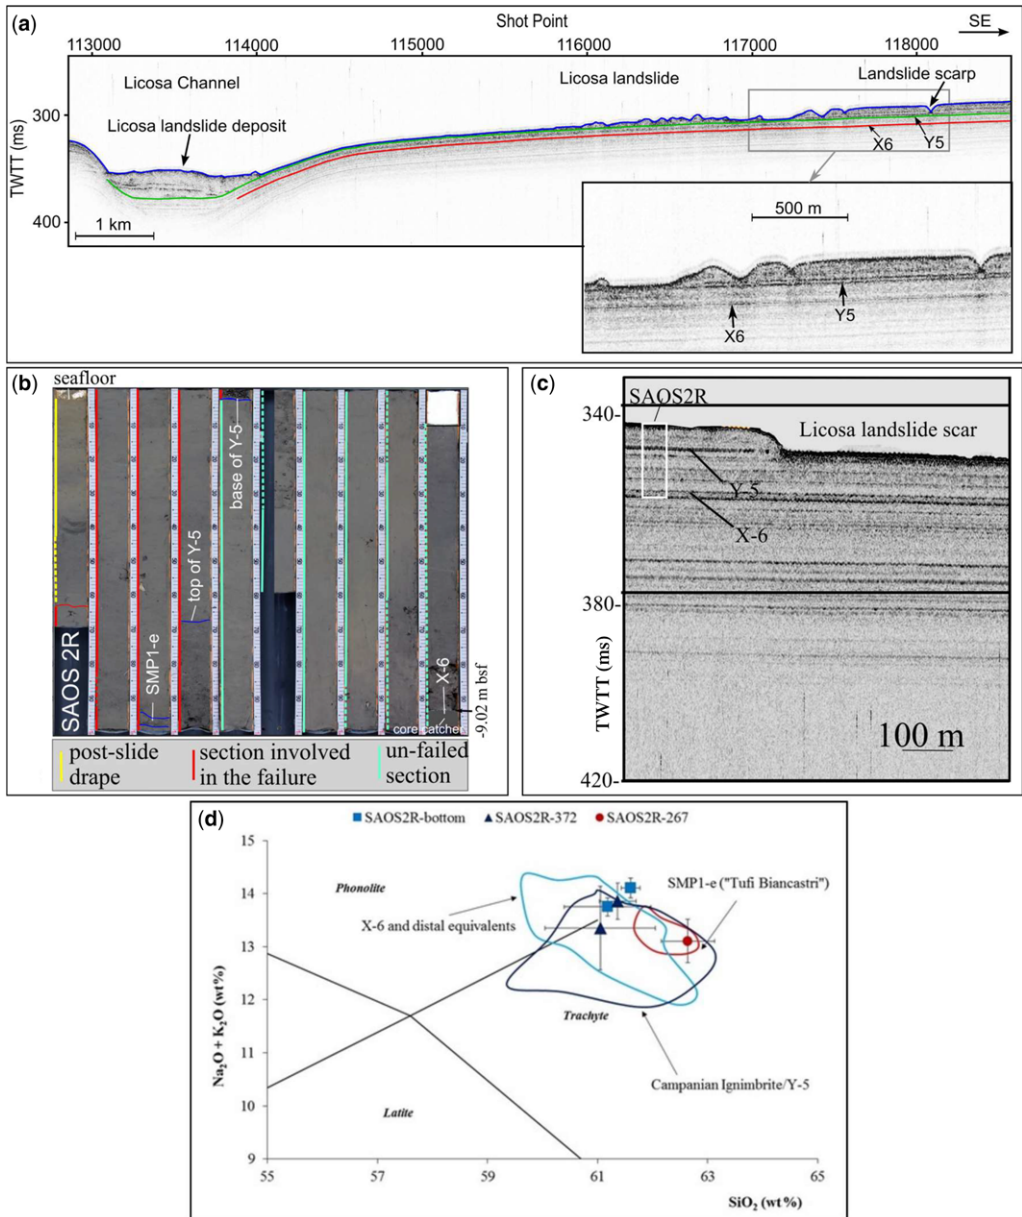 (a)
Shot Point
SE
113000 114000 115000 116000 117000 118000
Licosa Channel
Licosa landslide
Landslide scarp
Licosa landslide deposit
300
TWTT (ms)
400
X6
Y5
1 km
500 m
Y5
X6
(b)
seafloor
SAOS 2R
SMP1-e
top of Y-5
base of Y-5
X-6
core catcher
-9.02 m bsf
post-slide
drape
section involved
in the failure
un-failed
section
(c)
SAOS2R
340-
Licosa landslide scar
Y-5
X-6
380-
TWTT (ms)
100 m
420-
(d)
SAOS2R-bottom SAOS2R-372 SAOS2R-267
15
14
13
12
11
10
9
Na₂O + K₂O (wt%)
Phonolite
SMP1-e ("Tufi Biancastri")
X-6 and distal equivalents
Trachyte
Campanian Ignimbrite/Y-5
Latite
55 57 59 61 63 65
SiO₂ (wt%)